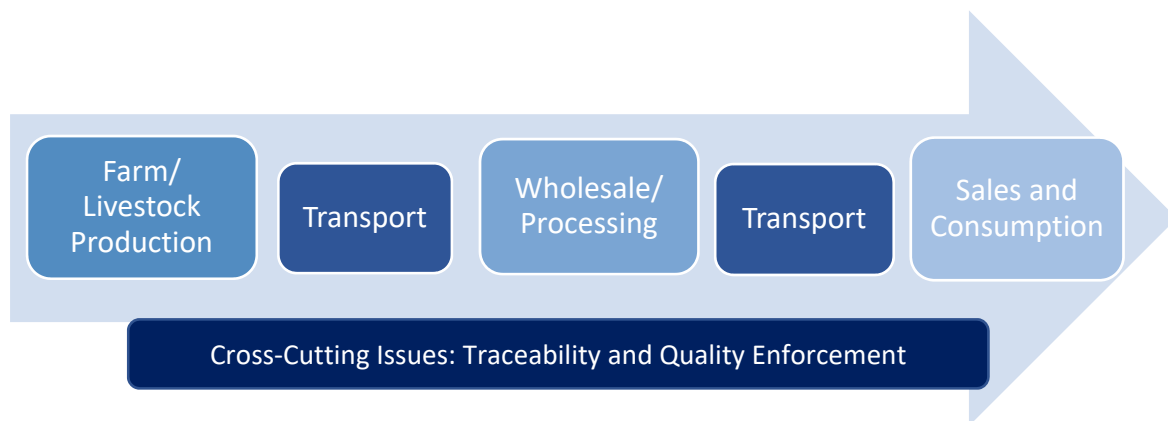 Farm/
Livestock
Production
Transport
Wholesale/
Processing
Transport
Sales and
Consumption
Cross-Cutting Issues: Traceability and Quality Enforcement